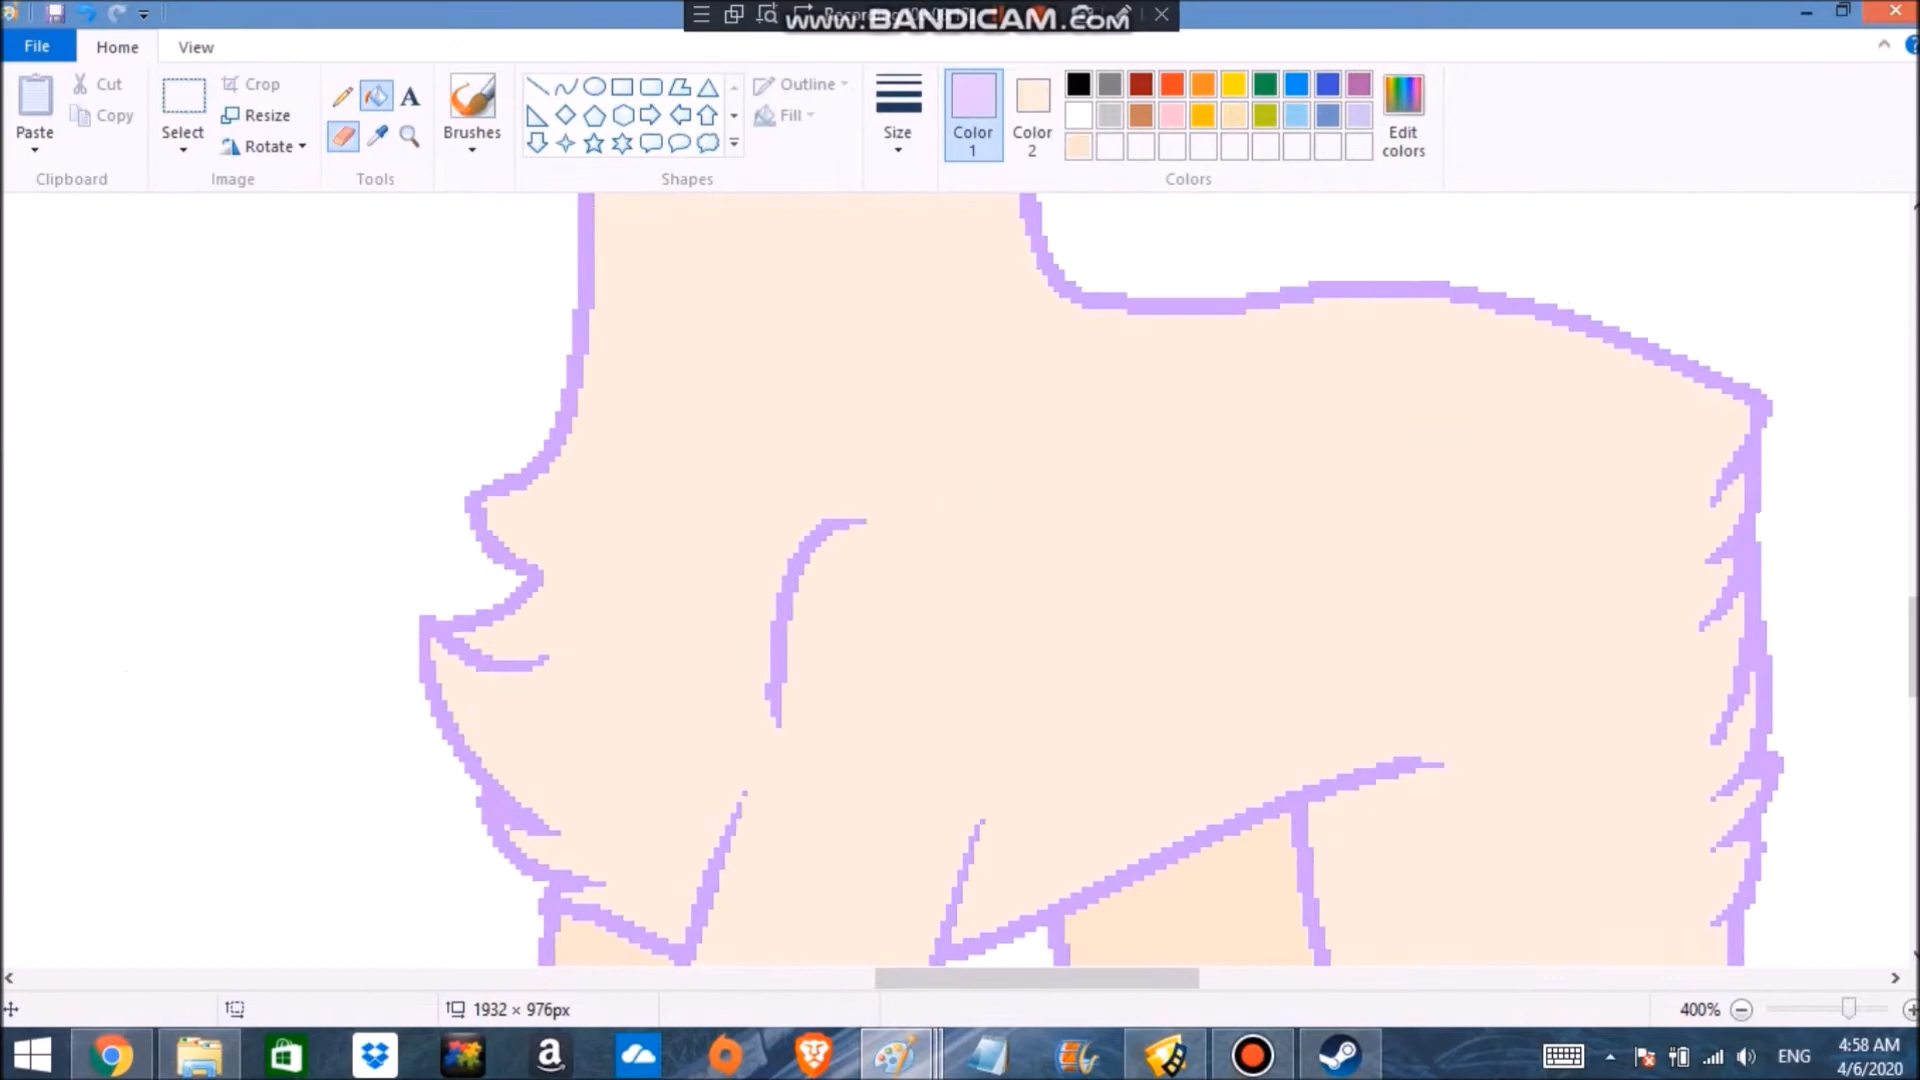 www.BANDICAM.com
File
Home
View
Paste
Cut
Copy
Clipboard
Select
Crop
Resize
Rotate
Image
Tools
A
Brushes
Shapes
Outline
Fill
Size
Color
1
Color
2
Edit
colors
Colors
1932 × 976px
400%
ENG
4:58 AM
4/6/2020